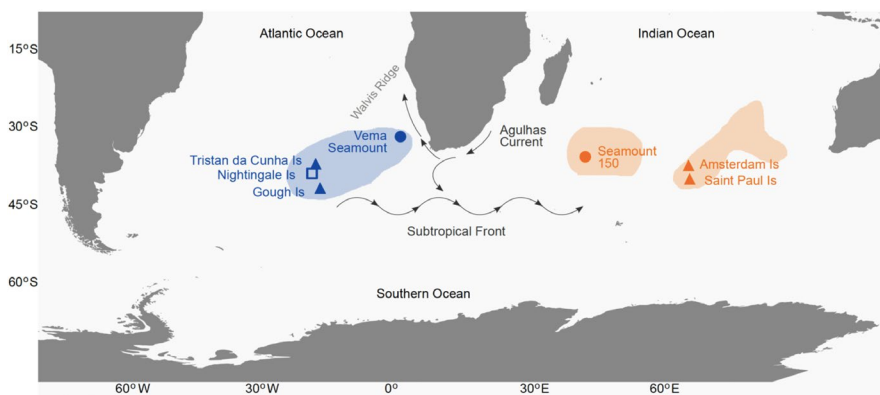 Atlantic Ocean
Indian Ocean
15°S
Walvis Ridge
30°S
Agulhas
Current
Vema
Seamount
Seamount
150
Tristan da Cunha Is
Nightingale Is
Gough Is
Amsterdam Is
Saint Paul Is
45°S
Subtropical Front
60°S
Southern Ocean
60°W
30°W
0°
30°E
60°E